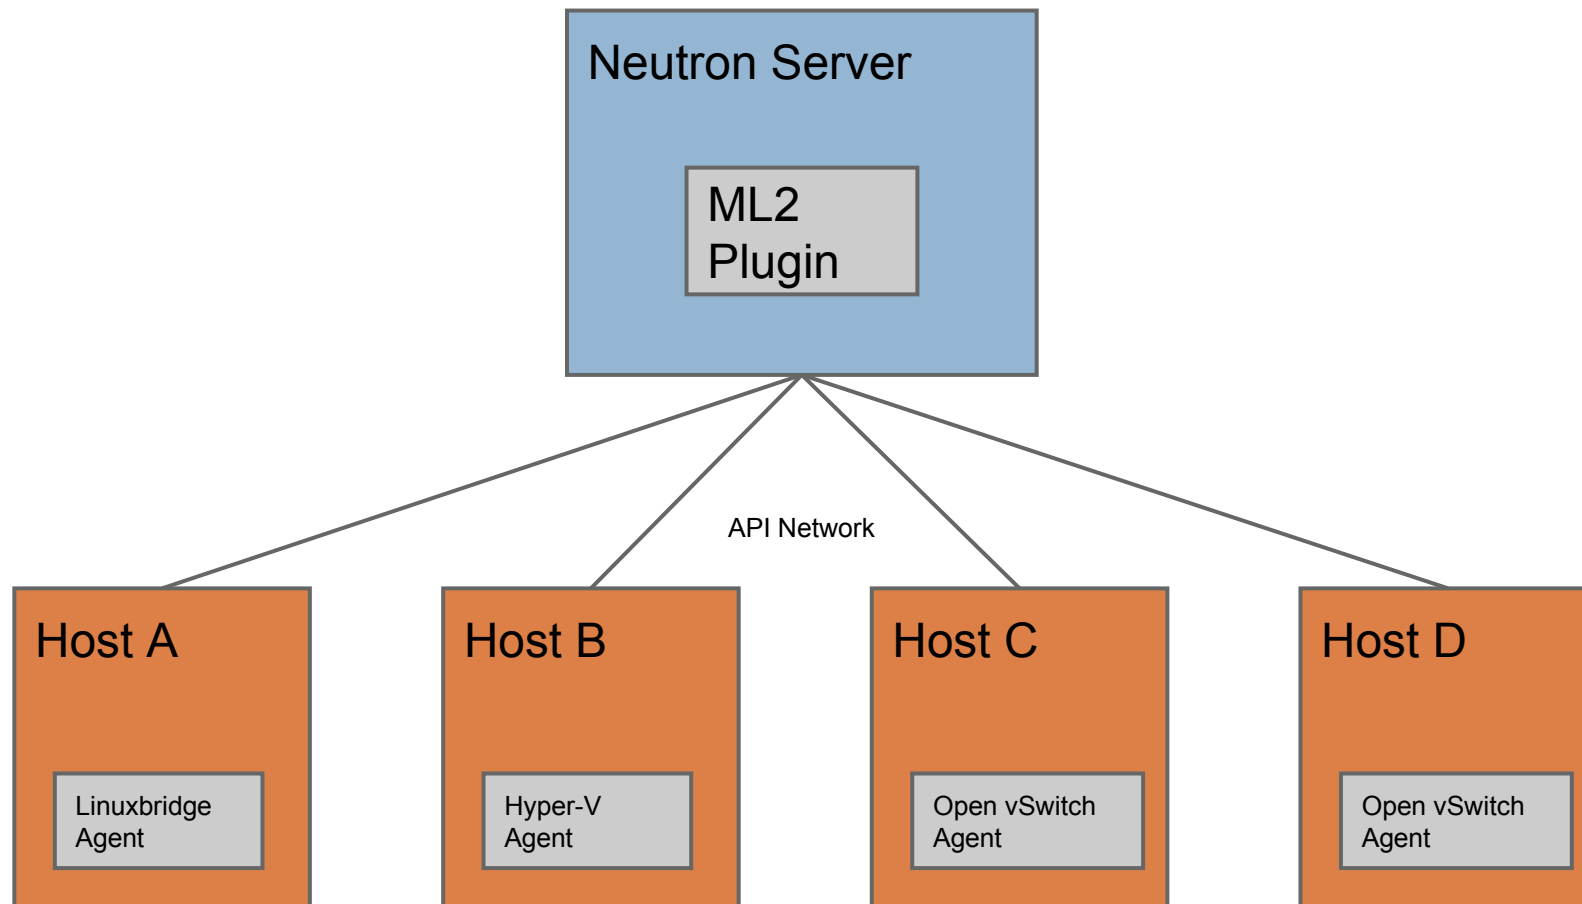 Neutron Server
ML2
Plugin
API Network
Host A
Host B
Host C
Host D
Linuxbridge
Agent
Hyper-V
Agent
Open vSwitch
Agent
Open vSwitch
Agent